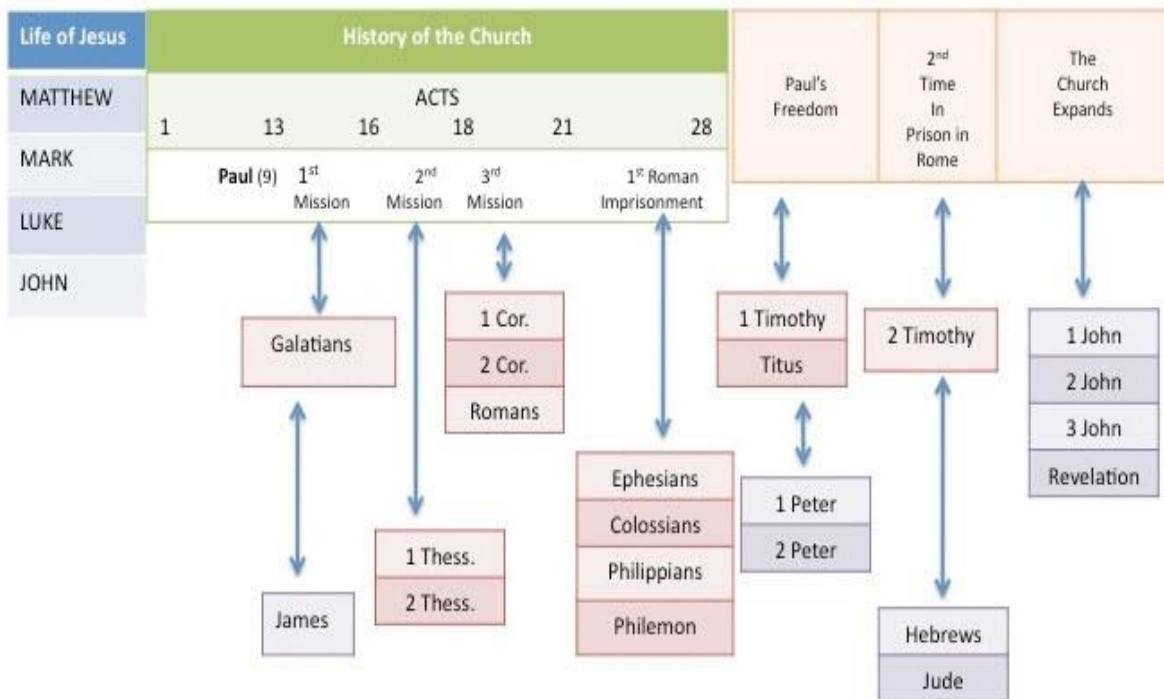 Life of Jesus
MATTHEW
MARK
LUKE
JOHN
History of the Church
ACTS
1 13 16 18 21 28
Paul (9)
1st
Mission
2nd
Mission
3rd
Mission
1st Roman
Imprisonment
Paul's
Freedom
2nd
Time
In
Prison in
Rome
The
Church
Expands
Galatians
James
1 Thess.
2 Thess.
1 Cor.
2 Cor.
Romans
Ephesians
Colossians
Philippians
Philemon
1 Timothy
Titus
1 Peter
2 Peter
2 Timothy
Hebrews
Jude
1 John
2 John
3 John
Revelation